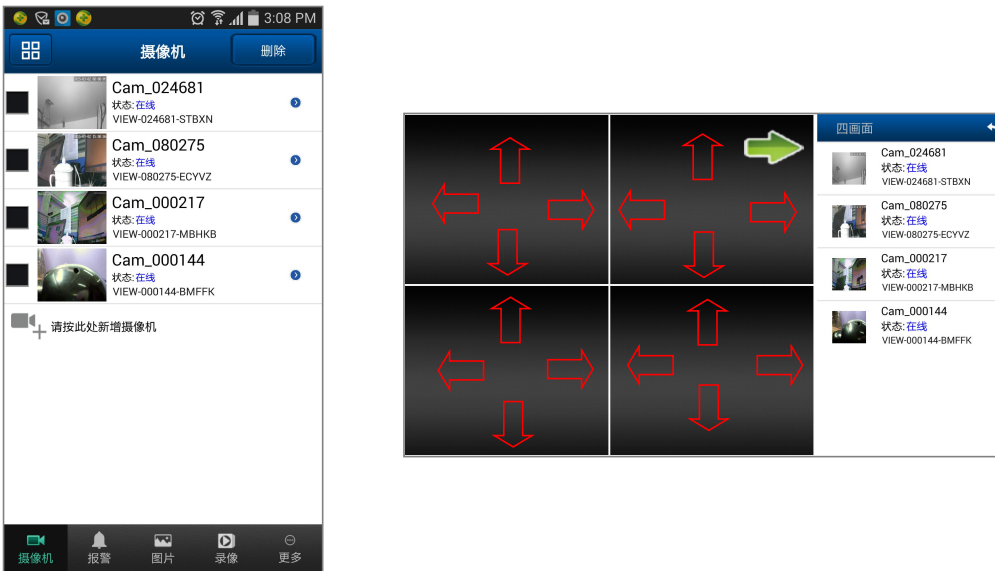 3:08 PM
摄像机
删除
Cam_024681
状态:在线
VIEW-024681-STBXN
Cam_080275
状态:在线
VIEW-080275-ECYVZ
Cam_000217
状态:在线
VIEW-000217-MBHKB
Cam_000144
状态:在线
VIEW-000144-BMFFK
请按此处新增摄像机
摄像机
报警
图片
录像
更多
四画面
Cam_024681
状态:在线
VIEW-024681-STBXN
Cam_080275
状态:在线
VIEW-080275-ECYVZ
Cam_000217
状态:在线
VIEW-000217-MBHKB
Cam_000144
状态:在线
VIEW-000144-BMFFK